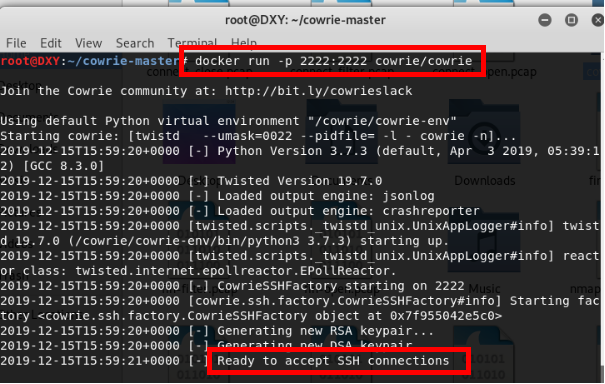 root@DXY: ~/cowrie-master
File Edit View Search Terminal Help
root@DXY:~/cowrie-master# docker run -p 2222:2222 cowrie/cowrie
Join the Cowrie community at: http://bit.ly/cowrieslack
Using default Python virtual environment "/cowrie/cowrie-env"
Starting cowrie: [twistd   --umask=0022 --pidfile= -l - cowrie -n]...
2019-12-15T15:59:20+0000 [-] Python Version 3.7.3 (default, Apr  3 2019, 05:39:1
2) [GCC 8.3.0]
2019-12-15T15:59:20+0000 [-] Twisted Version 19.7.0
2019-12-15T15:59:20+0000 [-] Loaded output engine: jsonlog
2019-12-15T15:59:20+0000 [-] Loaded output engine: crashreporter
2019-12-15T15:59:20+0000 [twisted.scripts._twistd_unix.UnixAppLogger#info] twist
d 19.7.0 (/cowrie/cowrie-env/bin/python3 3.7.3) starting up.
2019-12-15T15:59:20+0000 [twisted.scripts._twistd_unix.UnixAppLogger#info] react
or class: twisted.internet.epollreactor.EPollReactor.
2019-12-15T15:59:20+0000 [-] CowrieSSHFactory starting on 2222
2019-12-15T15:59:20+0000 [cowrie.ssh.factory.CowrieSSHFactory#info] Starting fac
tory <cowrie.ssh.factory.CowrieSSHFactory object at 0x7f955042e5c0>
2019-12-15T15:59:20+0000 [-] Generating new RSA keypair...
2019-12-15T15:59:20+0000 [-] Generating new DSA keypair...
2019-12-15T15:59:21+0000 [-] Ready to accept SSH connections